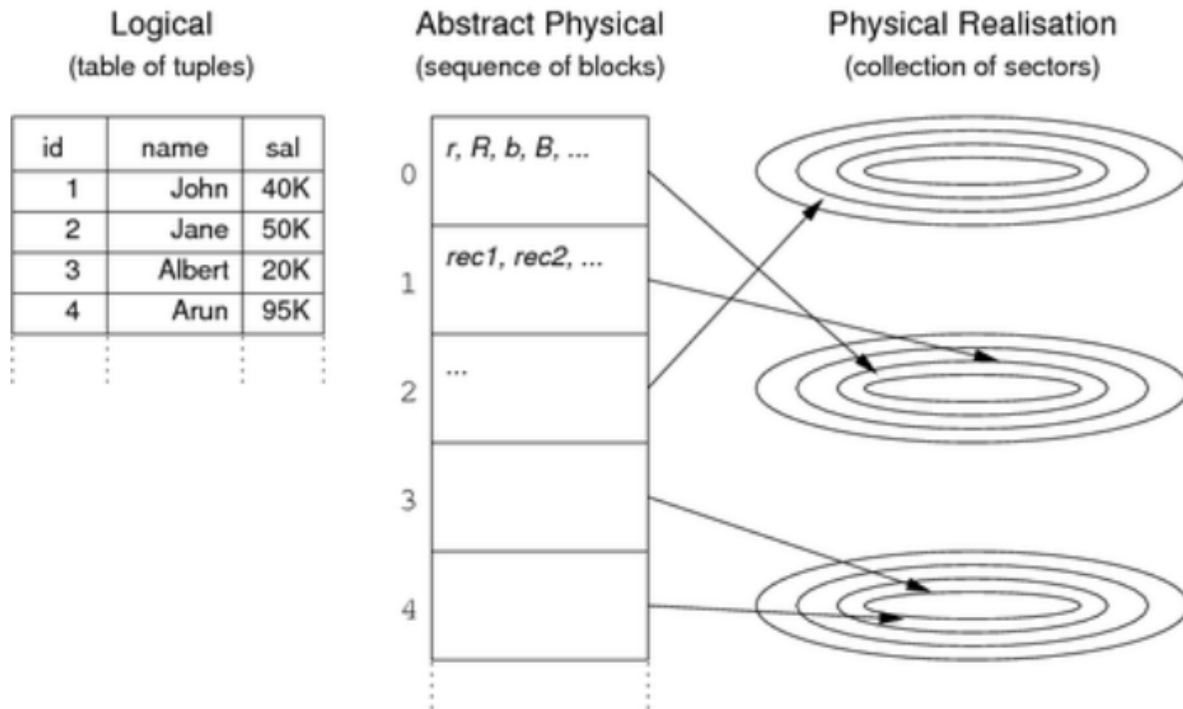 Logical
(table of tuples)
id name sal
1 John 40K
2 Jane 50K
3 Albert 20K
4 Arun 95K
Abstract Physical
(sequence of blocks)
0 r, R, b, B, ...
1 rec1, rec2, ...
2 ...
3
4
Physical Realisation
(collection of sectors)